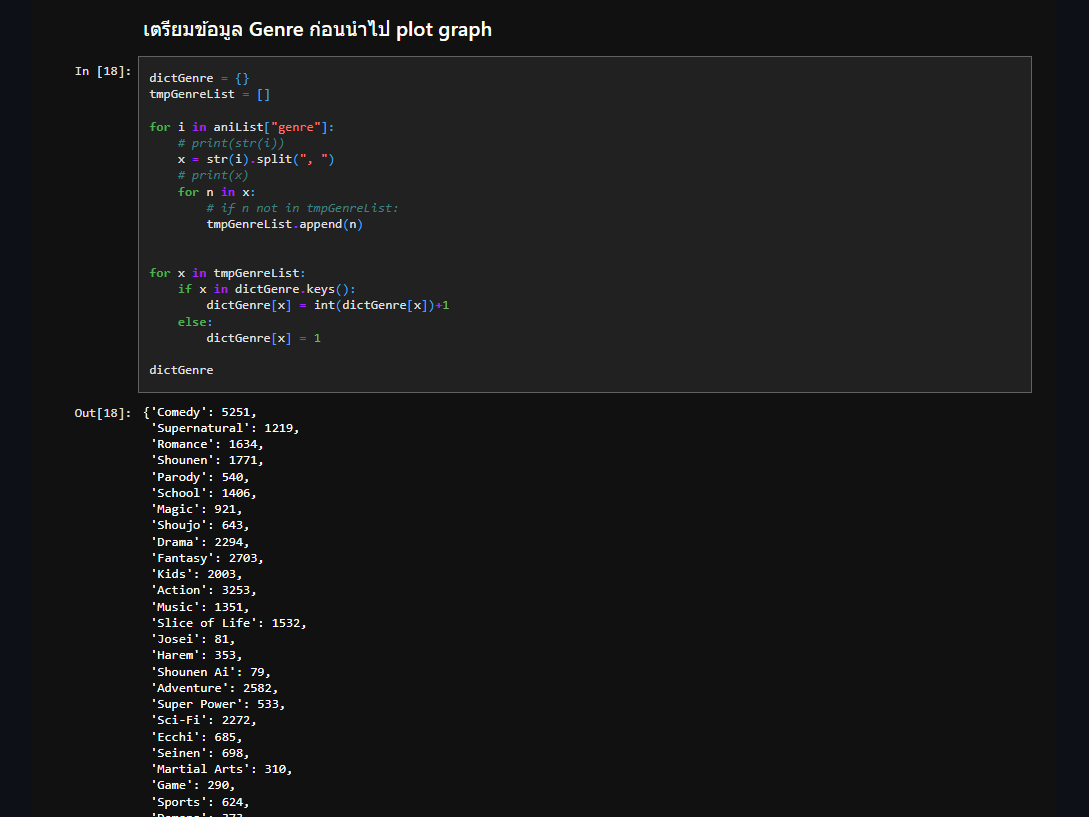 เตรียมข้อมูล Genre ก่อนนำไป plot graph
In [18]:
dictGenre = {}
tmpGenreList = []
for i in aniList["genre"]:
# print(str(i))
x = str(i).split(", ")
# print(x)
for n in x:
# if n not in tmpGenreList:
tmpGenreList.append(n)
for x in tmpGenreList:
if x in dictGenre.keys():
dictGenre[x] = int(dictGenre[x])+1
else:
dictGenre[x] = 1
dictGenre
Out[18]: {'Comedy': 5251,
'Supernatural': 1219,
'Romance': 1634,
'Shounen': 1771,
'Parody': 540,
'School': 1406,
'Magic': 921,
'Shoujo': 643,
'Drama': 2294,
'Fantasy': 2703,
'Kids': 2003,
'Action': 3253,
'Music': 1351,
'Slice of Life': 1532,
'Josei': 81,
'Harem': 353,
'Shounen Ai': 79,
'Adventure': 2582,
'Super Power': 533,
'Sci-Fi': 2272,
'Ecchi': 685,
'Seinen': 698,
'Martial Arts': 310,
'Game': 290,
'Sports': 624,